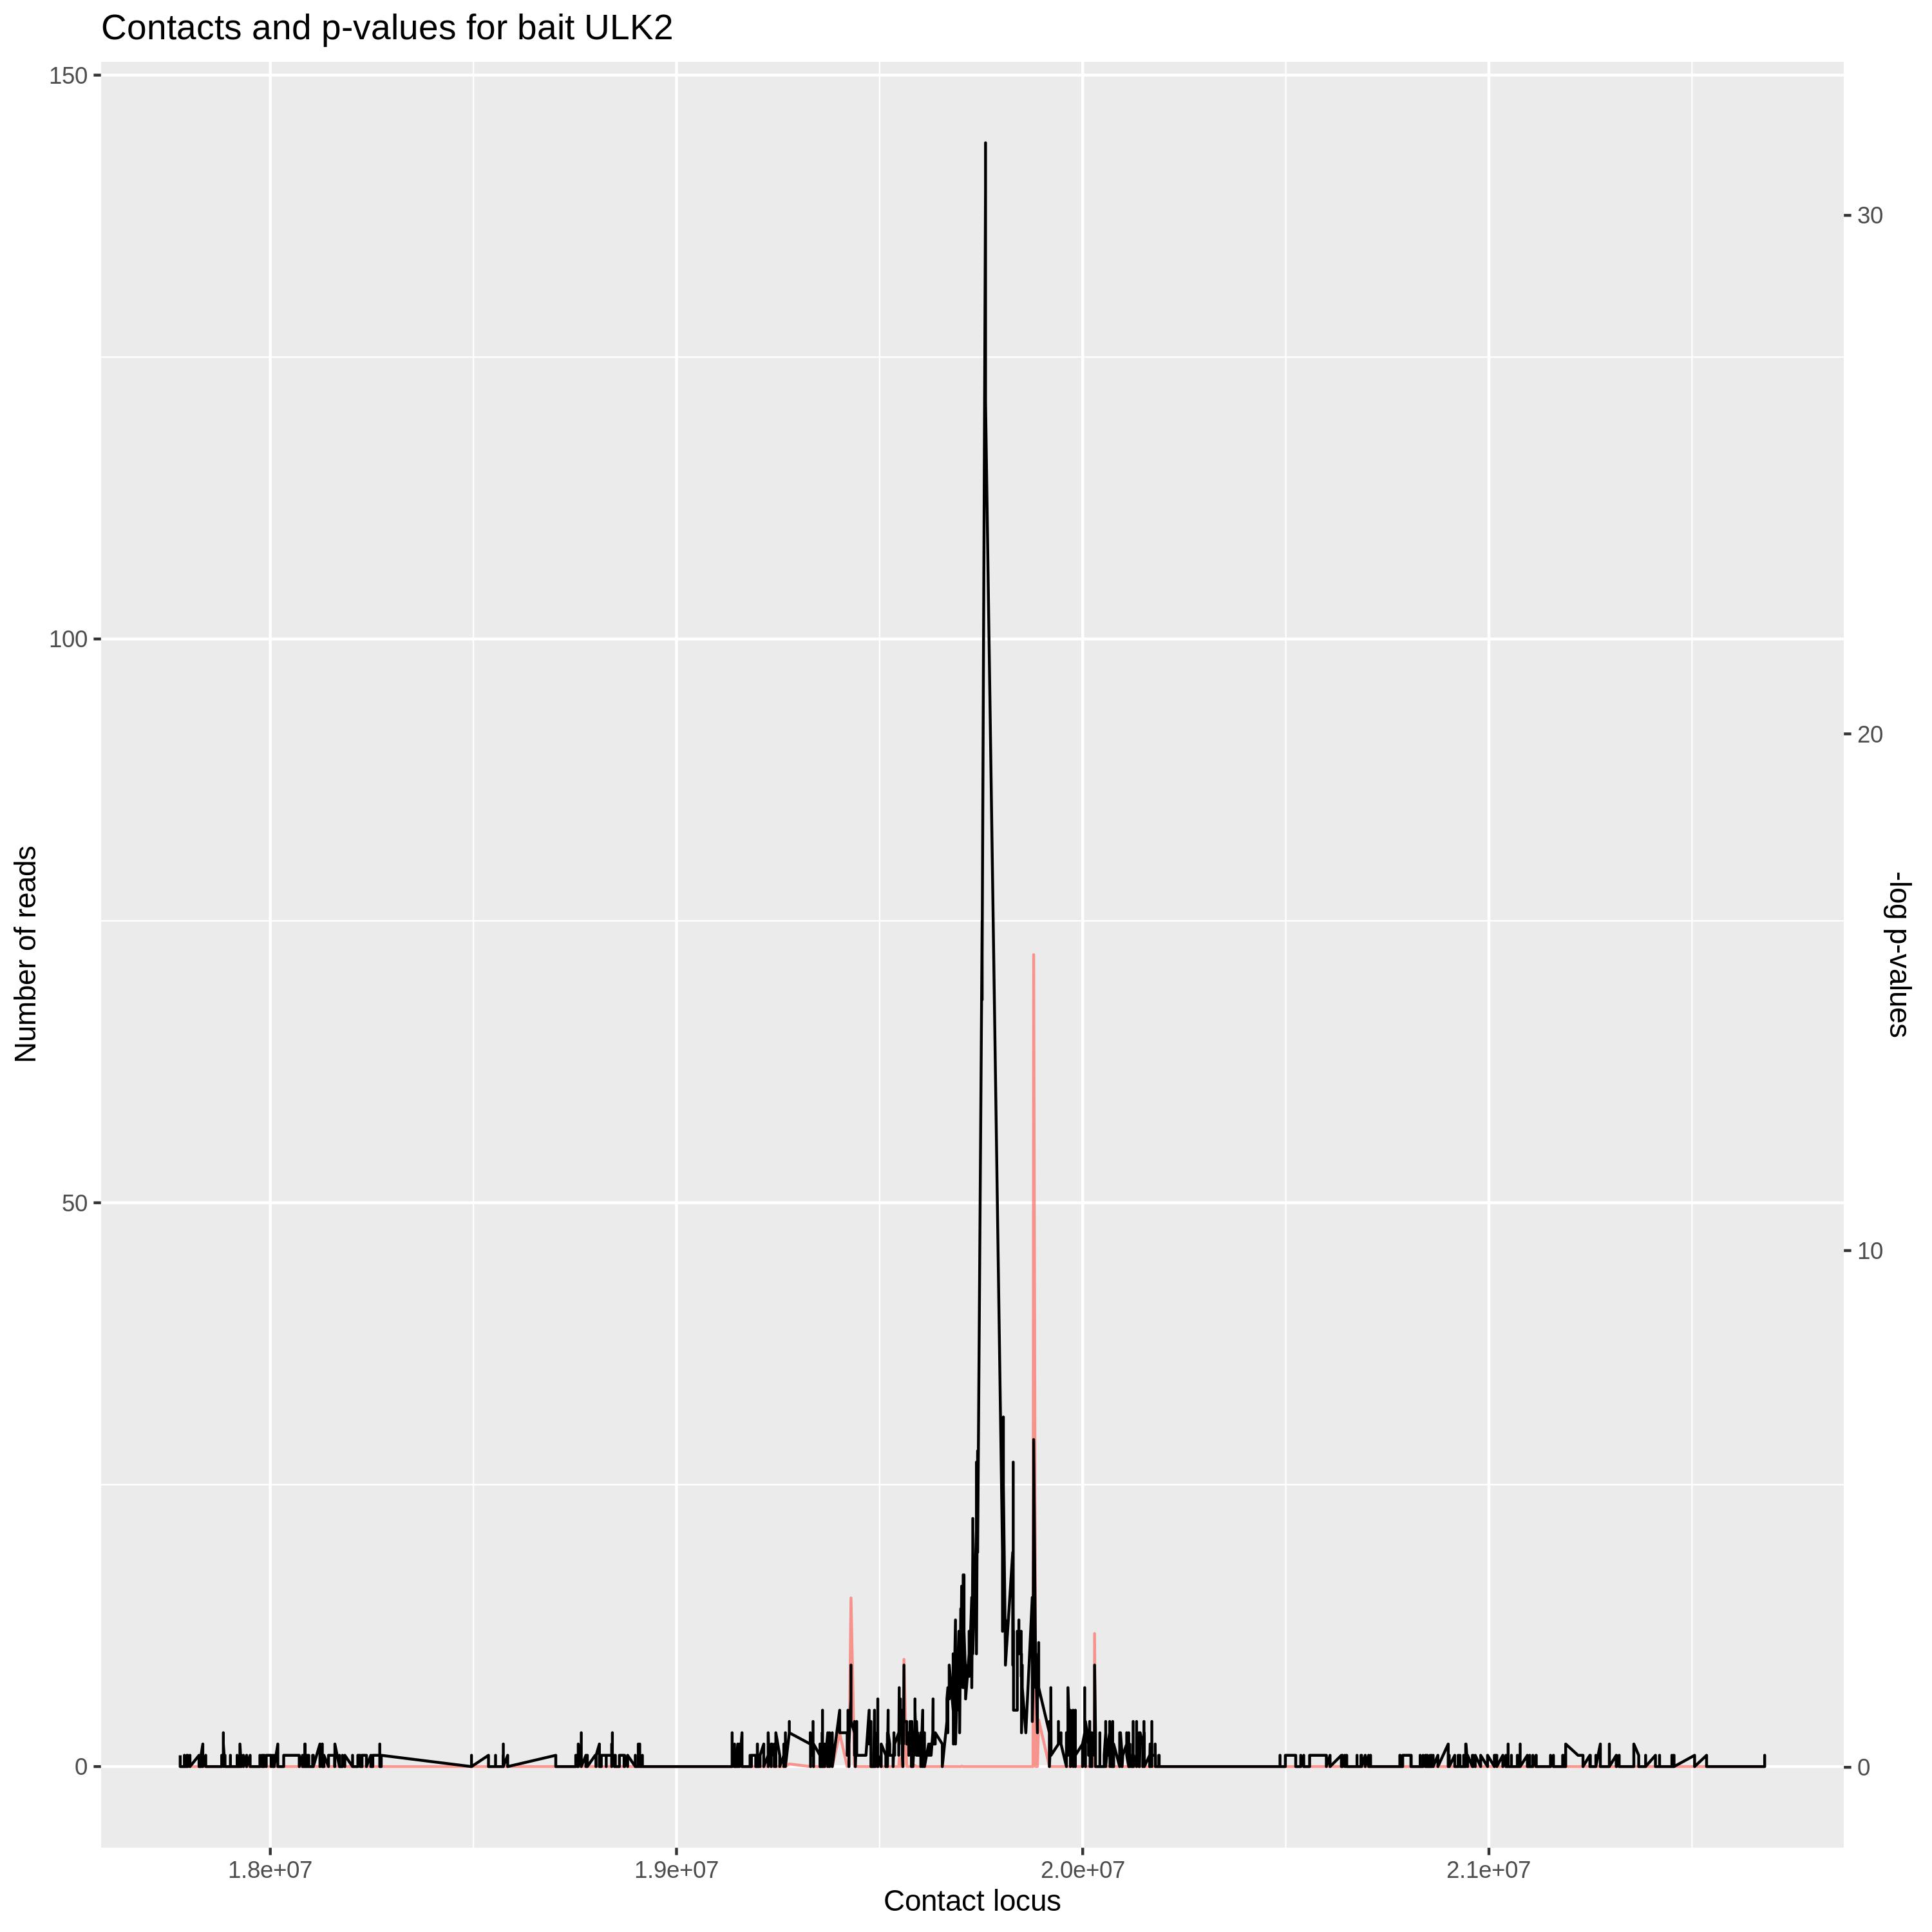 Contacts and p-values for bait ULK2
150
100
50
0
Number of reads
30
20
10
0
-log p-values
1.8e+07
1.9e+07
2.0e+07
2.1e+07
Contact locus